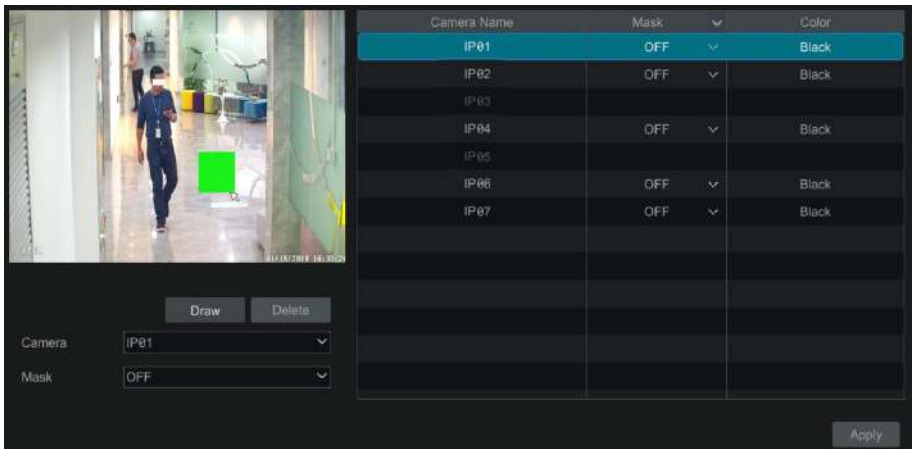 Camera Name Mask Color
IP01 OFF Black
IP02 OFF Black
IP03
IP04 OFF Black
IP05
IP06 OFF Black
IP07 OFF Black
Draw Delete
Camera IP01
Mask OFF
Apply